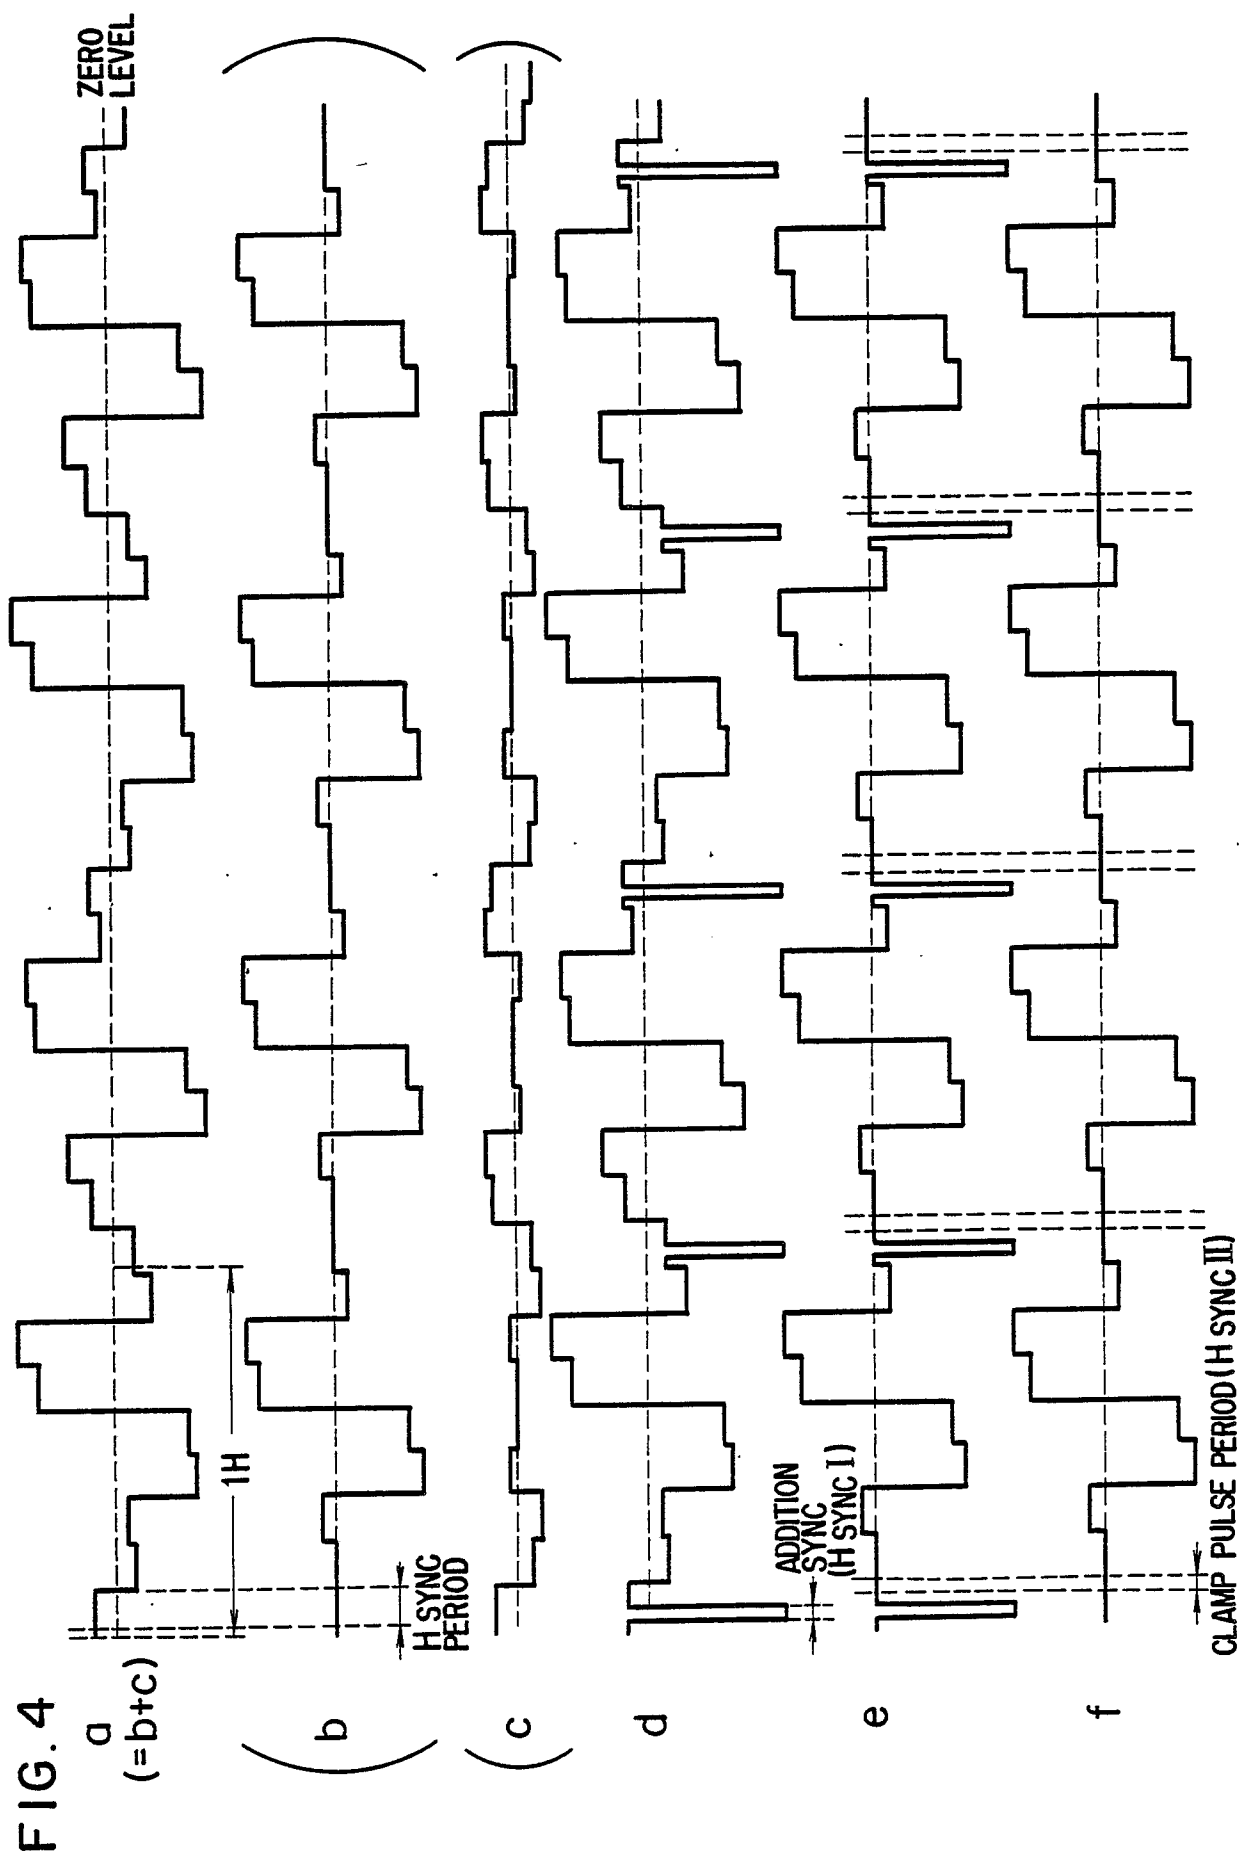 FIG. 4
ZERO
LEVEL
a
(=b+c)
1H
b
H SYNC
PERIOD
c
d
ADDITION
SYNC
(H SYNC I)
e
f
CLAMP PULSE PERIOD (H SYNC II)